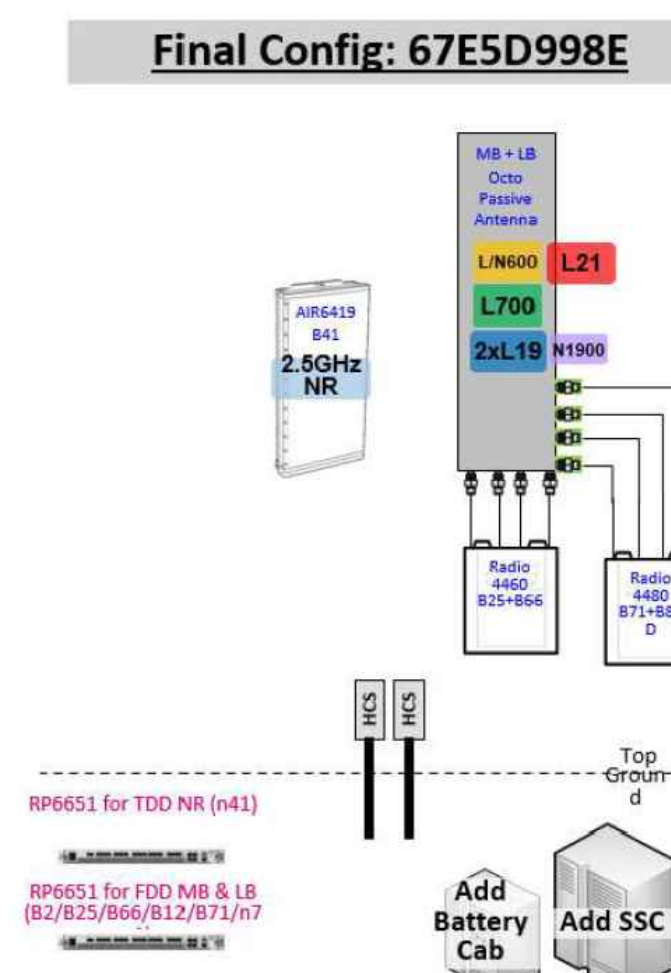 Final Config: 67E5D998E
MB + LB
Octo
Passive
Antenna
L/N600
L21
L700
2xL19
N1900
AIR6419
B41
2.5GHz
NR
Radio
4460
B25+B66
Radio
4480
B71+B8
D
HCS
HCS
Top
Groun
d
RP6651 for TDD NR (n41)
RP6651 for FDD MB & LB
(B2/B25/B66/B12/B71/n7
Add
Battery
Cab
Add SSC